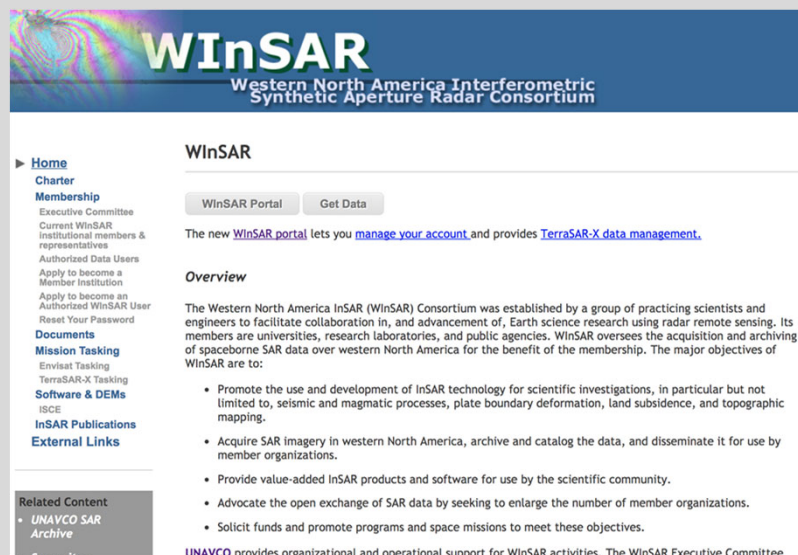 WInSAR
Western North America Interferometric
Synthetic Aperture Radar Consortium
Home
Charter
Membership
Executive Committee
Current WInSAR
institutional members &
representatives
Authorized Data Users
Apply to become a
Member Institution
Apply to become an
Authorized WInSAR User
Reset Your Password
Documents
Mission Tasking
Envisat Tasking
TerraSAR-X Tasking
Software & DEMs
ISCE
InSAR Publications
External Links
Related Content
• UNAVCO SAR
Archive
WInSAR
WInSAR Portal
Get Data
The new WInSAR portal lets you manage your account and provides TerraSAR-X data management.
Overview
The Western North America InSAR (WInSAR) Consortium was established by a group of practicing scientists and
engineers to facilitate collaboration in, and advancement of, Earth science research using radar remote sensing. Its
members are universities, research laboratories, and public agencies. WInSAR oversees the acquisition and archiving
of spaceborne SAR data over western North America for the benefit of the membership. The major objectives of
WInSAR are to:
• Promote the use and development of InSAR technology for scientific investigations, in particular but not
limited to, seismic and magmatic processes, plate boundary deformation, land subsidence, and topographic
mapping.
• Acquire SAR imagery in western North America, archive and catalog the data, and disseminate it for use by
member organizations.
• Provide value-added InSAR products and software for use by the scientific community.
• Advocate the open exchange of SAR data by seeking to enlarge the number of member organizations.
• Solicit funds and promote programs and space missions to meet these objectives.
UNAVCO provides organizational and operational support for WInSAR activities. The WInSAR Executive Committee